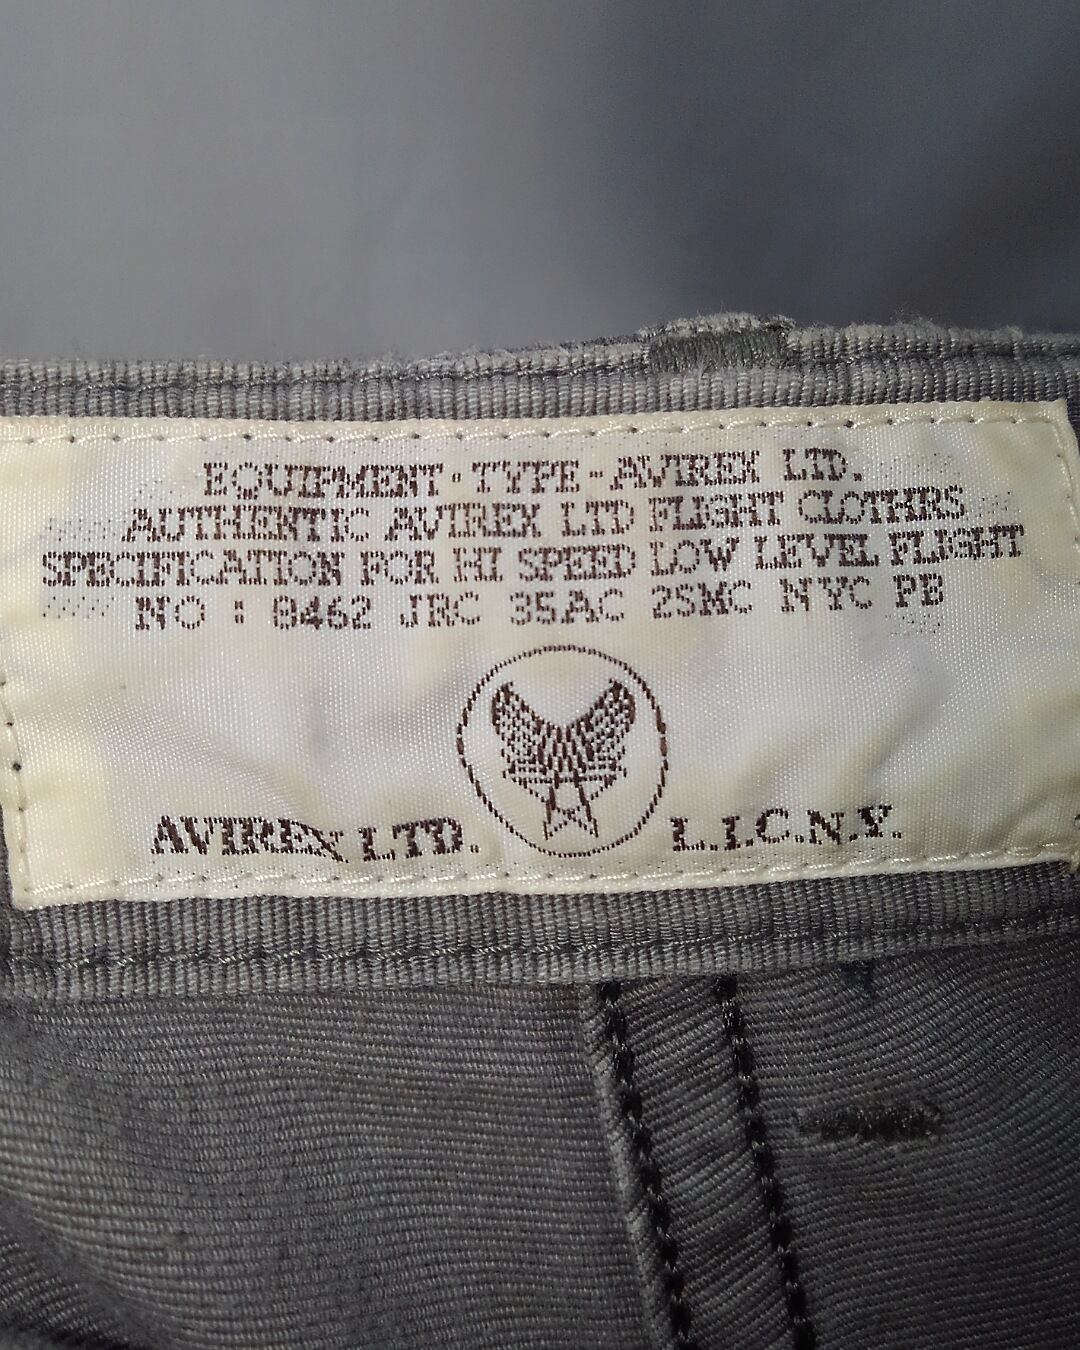 EQUIPMENT-TYPE-AVIREX LTD.
AUTHENTIC AVIREX LTD FLIGHT CLOTHRS
SPECIFICATION FOR HI SPEED LOW LEVEL FLIGHT
NO : 8462 JRC 35AC 2SMC NYC PB
AVIREX LTD. L.I.C.N.Y.